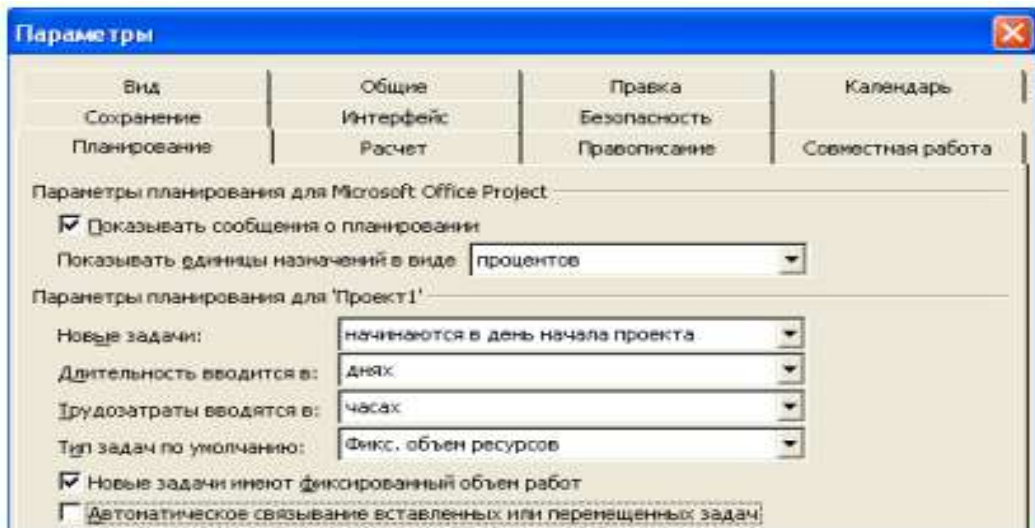 Параметры
Вид Общие Правка Календарь
Сохранение Интерфейс Безопасность
Планирование Расчет Правописание Совместная работа
Параметры планирования для Microsoft Office Project
Показывать сообщения о планировании
Показывать единицы назначений в виде процентов
Параметры планирования для 'Проект1'
Новые задачи: начинаются в день начала проекта
Длительность вводится в: днях
Трудозатраты вводятся в: часах
Тип задач по умолчанию: Фикс. объем ресурсов
Новые задачи имеют фиксированный объем работ
Автоматическое связывание вставленных или перемещенных задач